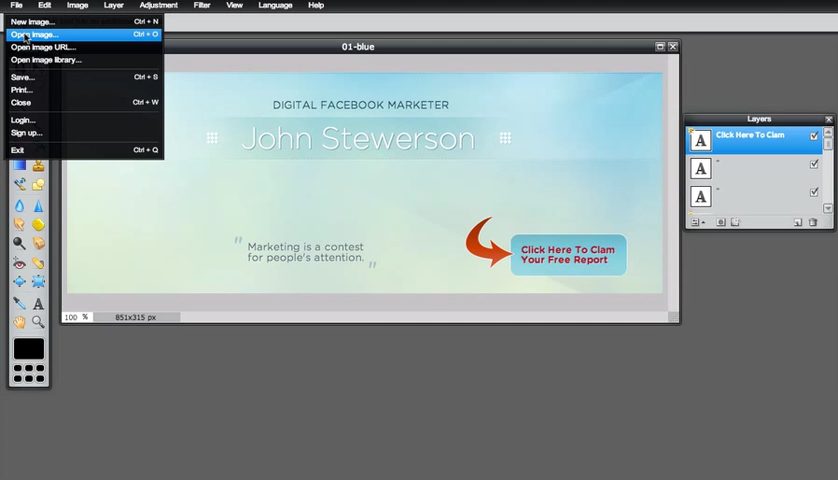 File Edit Image Layer Adjustment Filter View Language Help
New image... Ctrl + N
Open image... Ctrl + O
Open image URL...
Open image library...
Save... Ctrl + S
Print...
Close Ctrl + W
Login...
Sign up...
Exit Ctrl + Q
01-blue
DIGITAL FACEBOOK MARKETER
John Stewerson
" Marketing is a contest
for people's attention. "
Click Here To Clam
Your Free Report
100 % 851x315 px
Layers
A Click Here To Clam
A "
A "
A